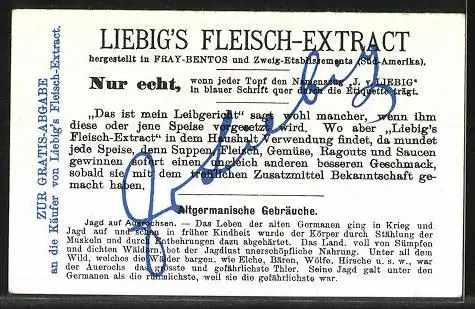 LIEBIG'S FLEISCH-EXTRACT
hergestellt in FRAY-BENTOS und Zweig-Etablissements (Süd-Amerika).
Nur echt, wenn jeder Topf den Namenszug „J. v. LIEBIG"
in blauer Schrift quer durch die Etiquette trägt.
„Das ist mein Leibgericht" sagt wohl mancher, wenn ihm
diese oder jene Speise vorgesetzt wird. Wo aber „Liebig's
Fleisch-Extract" in dem Haushalt Verwendung findet, da mundet
jede Speise, denn Suppen, Fleisch, Gemüse, Ragouts und Saucen
gewinnen sofort einen ungleich anderen besseren Geschmack,
sobald sie mit dem trefflichen Zusatzmittel Bekanntschaft ge-
macht haben.
Altgermanische Gebräuche.
Jagd auf Auerochsen. — Das Leben der alten Germanen ging in Krieg und
Jagd auf und schon in früher Kindheit wurde der Körper durch Stählung der
Muskeln und durch Entbehrungen dazu abgehärtet. Das Land, voll von Sümpfen
und dichten Wäldern, bot der Jagdlust unerschöpfliche Nahrung. Unter all dem
Wild, welches die Wälder bargen, wie Elche, Bären, Wölfe, Hirsche u. s. w., war
der Auerochs das grösste und gefährlichste Thier. Seine Jagd galt unter den
Germanen als die rühmlichste, weil sie die gefährlichste war.
ZUR GRATIS-ABGABE
an die Käufer von Liebig's Fleisch-Extract.
J v Liebig